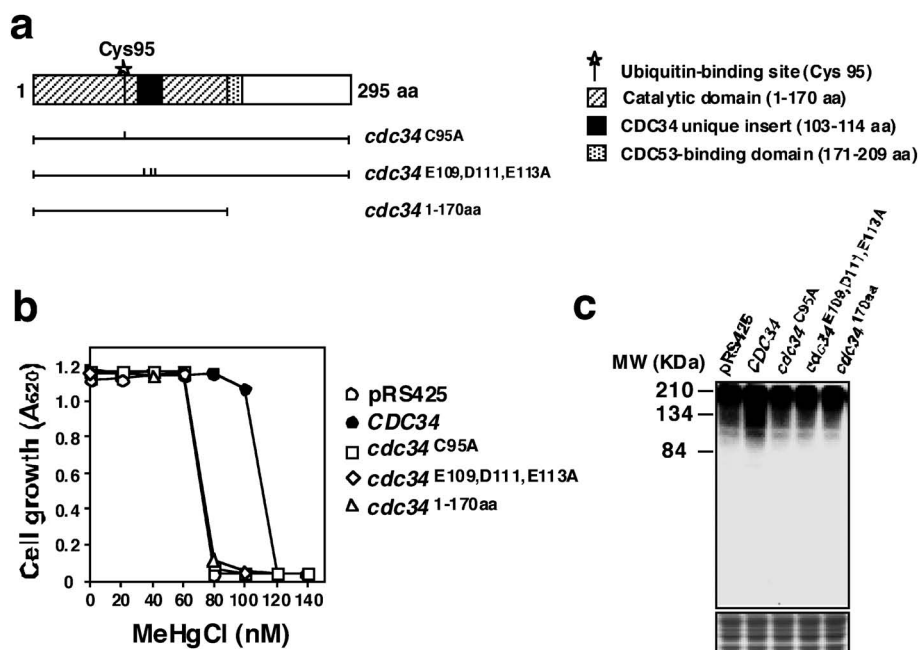 a
Cys95
1
295 aa
cdc34 C95A
cdc34 E109,D111,E113A
cdc34 1-170aa
Ubiquitin-binding site (Cys 95)
Catalytic domain (1-170 aa)
CDC34 unique insert (103-114 aa)
CDC53-binding domain (171-209 aa)
b
Cell growth (A620)
1.2
1.0
0.8
0.6
0.4
0.2
0
0 20 40 60 80 100 120 140
MeHgCl (nM)
pRS425
CDC34
cdc34 C95A
cdc34 E109,D111,E113A
cdc34 1-170aa
c
MW (KDa)
pRS425
CDC34
cdc34 C95A
cdc34 E109,D111,E113A
cdc34 170aa
210
134
84